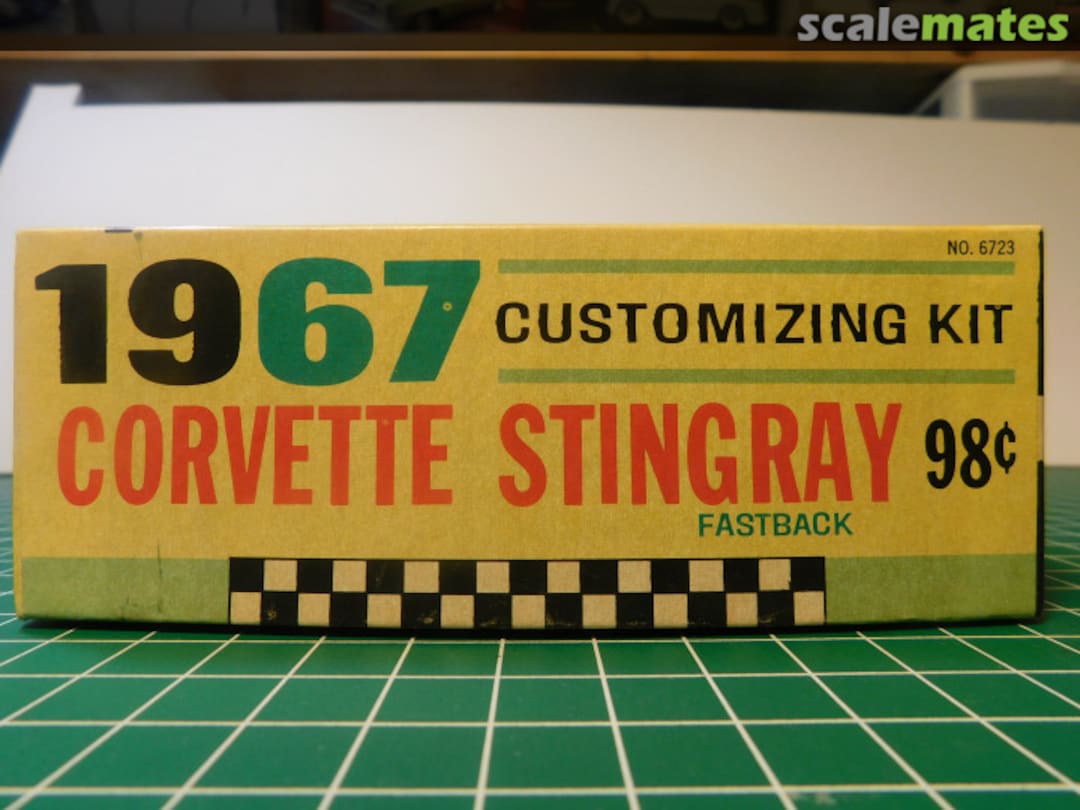 scalemates
NO. 6723
1967 CUSTOMIZING KIT
CORVETTE STINGRAY 98¢
FASTBACK